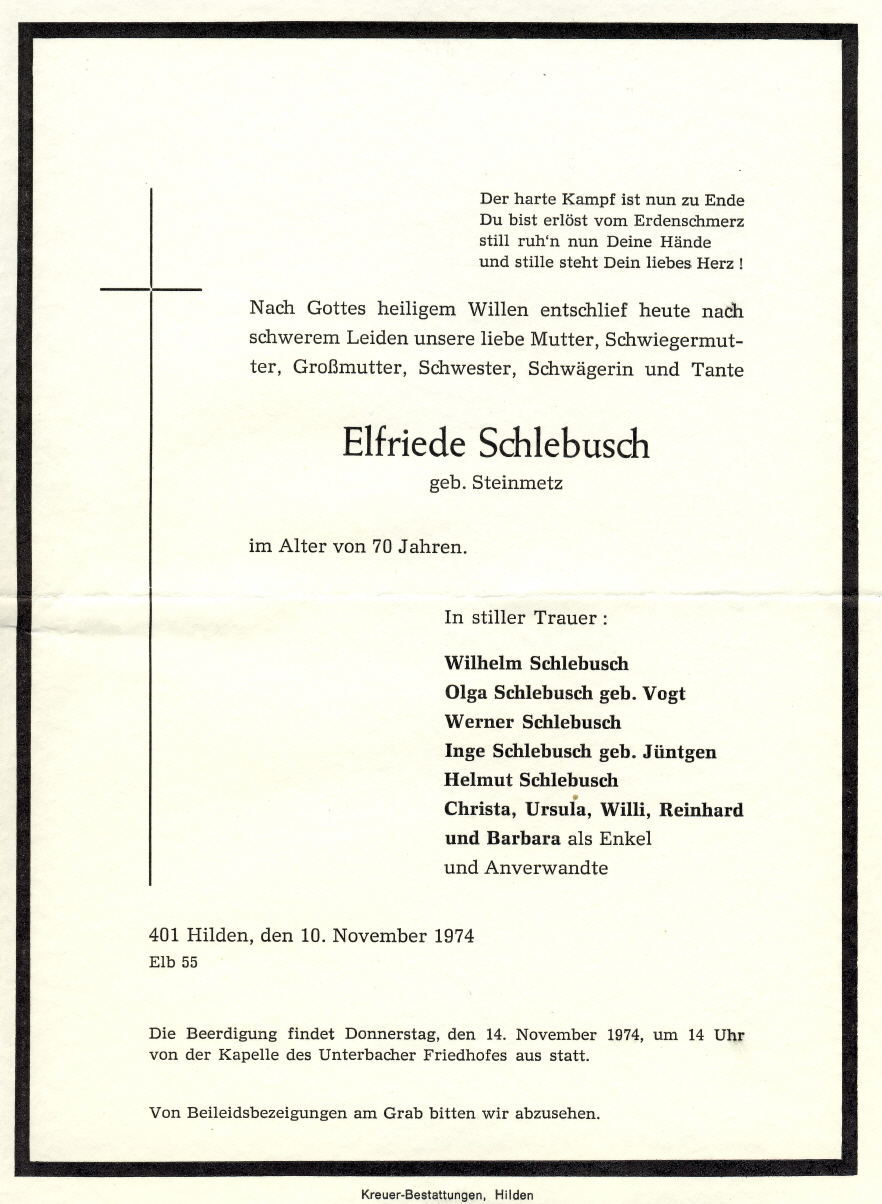 Der harte Kampf ist nun zu Ende
Du bist erlöst vom Erdenschmerz
still ruh'n nun Deine Hände
und stille steht Dein liebes Herz !
Nach Gottes heiligem Willen entschlief heute nach
schwerem Leiden unsere liebe Mutter, Schwiegermut-
ter, Großmutter, Schwester, Schwägerin und Tante
Elfriede Schlebusch
geb. Steinmetz
im Alter von 70 Jahren.
In stiller Trauer :
Wilhelm Schlebusch
Olga Schlebusch geb. Vogt
Werner Schlebusch
Inge Schlebusch geb. Jüntgen
Helmut Schlebusch
Christa, Ursula, Willi, Reinhard
und Barbara als Enkel
und Anverwandte
401 Hilden, den 10. November 1974
Elb 55
Die Beerdigung findet Donnerstag, den 14. November 1974, um 14 Uhr
von der Kapelle des Unterbacher Friedhofes aus statt.
Von Beileidsbezeigungen am Grab bitten wir abzusehen.
Kreuer-Bestattungen, Hilden